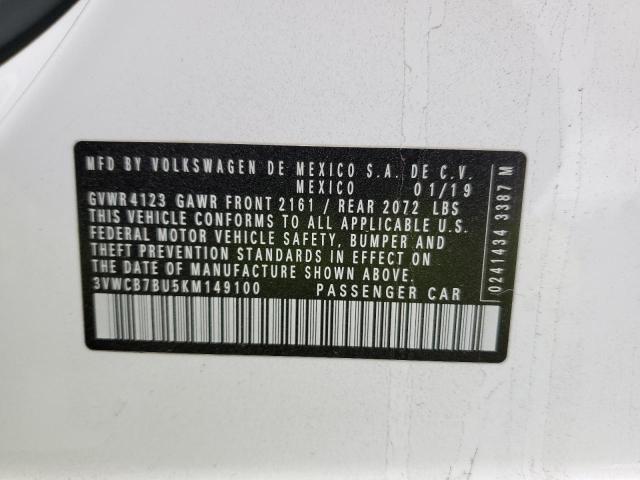 MFD BY VOLKSWAGEN DE MEXICO S.A. DE C.V.
MEXICO 01/19
GVWR4123 GAWR FRONT 2161 / REAR 2072 LBS
THIS VEHICLE CONFORMS TO ALL APPLICABLE U.S.
FEDERAL MOTOR VEHICLE SAFETY, BUMPER AND
THEFT PREVENTION STANDARDS IN EFFECT ON
THE DATE OF MANUFACTURE SHOWN ABOVE.
3VWCB7BU5KM149100 PASSENGER CAR
0241434 3387 M